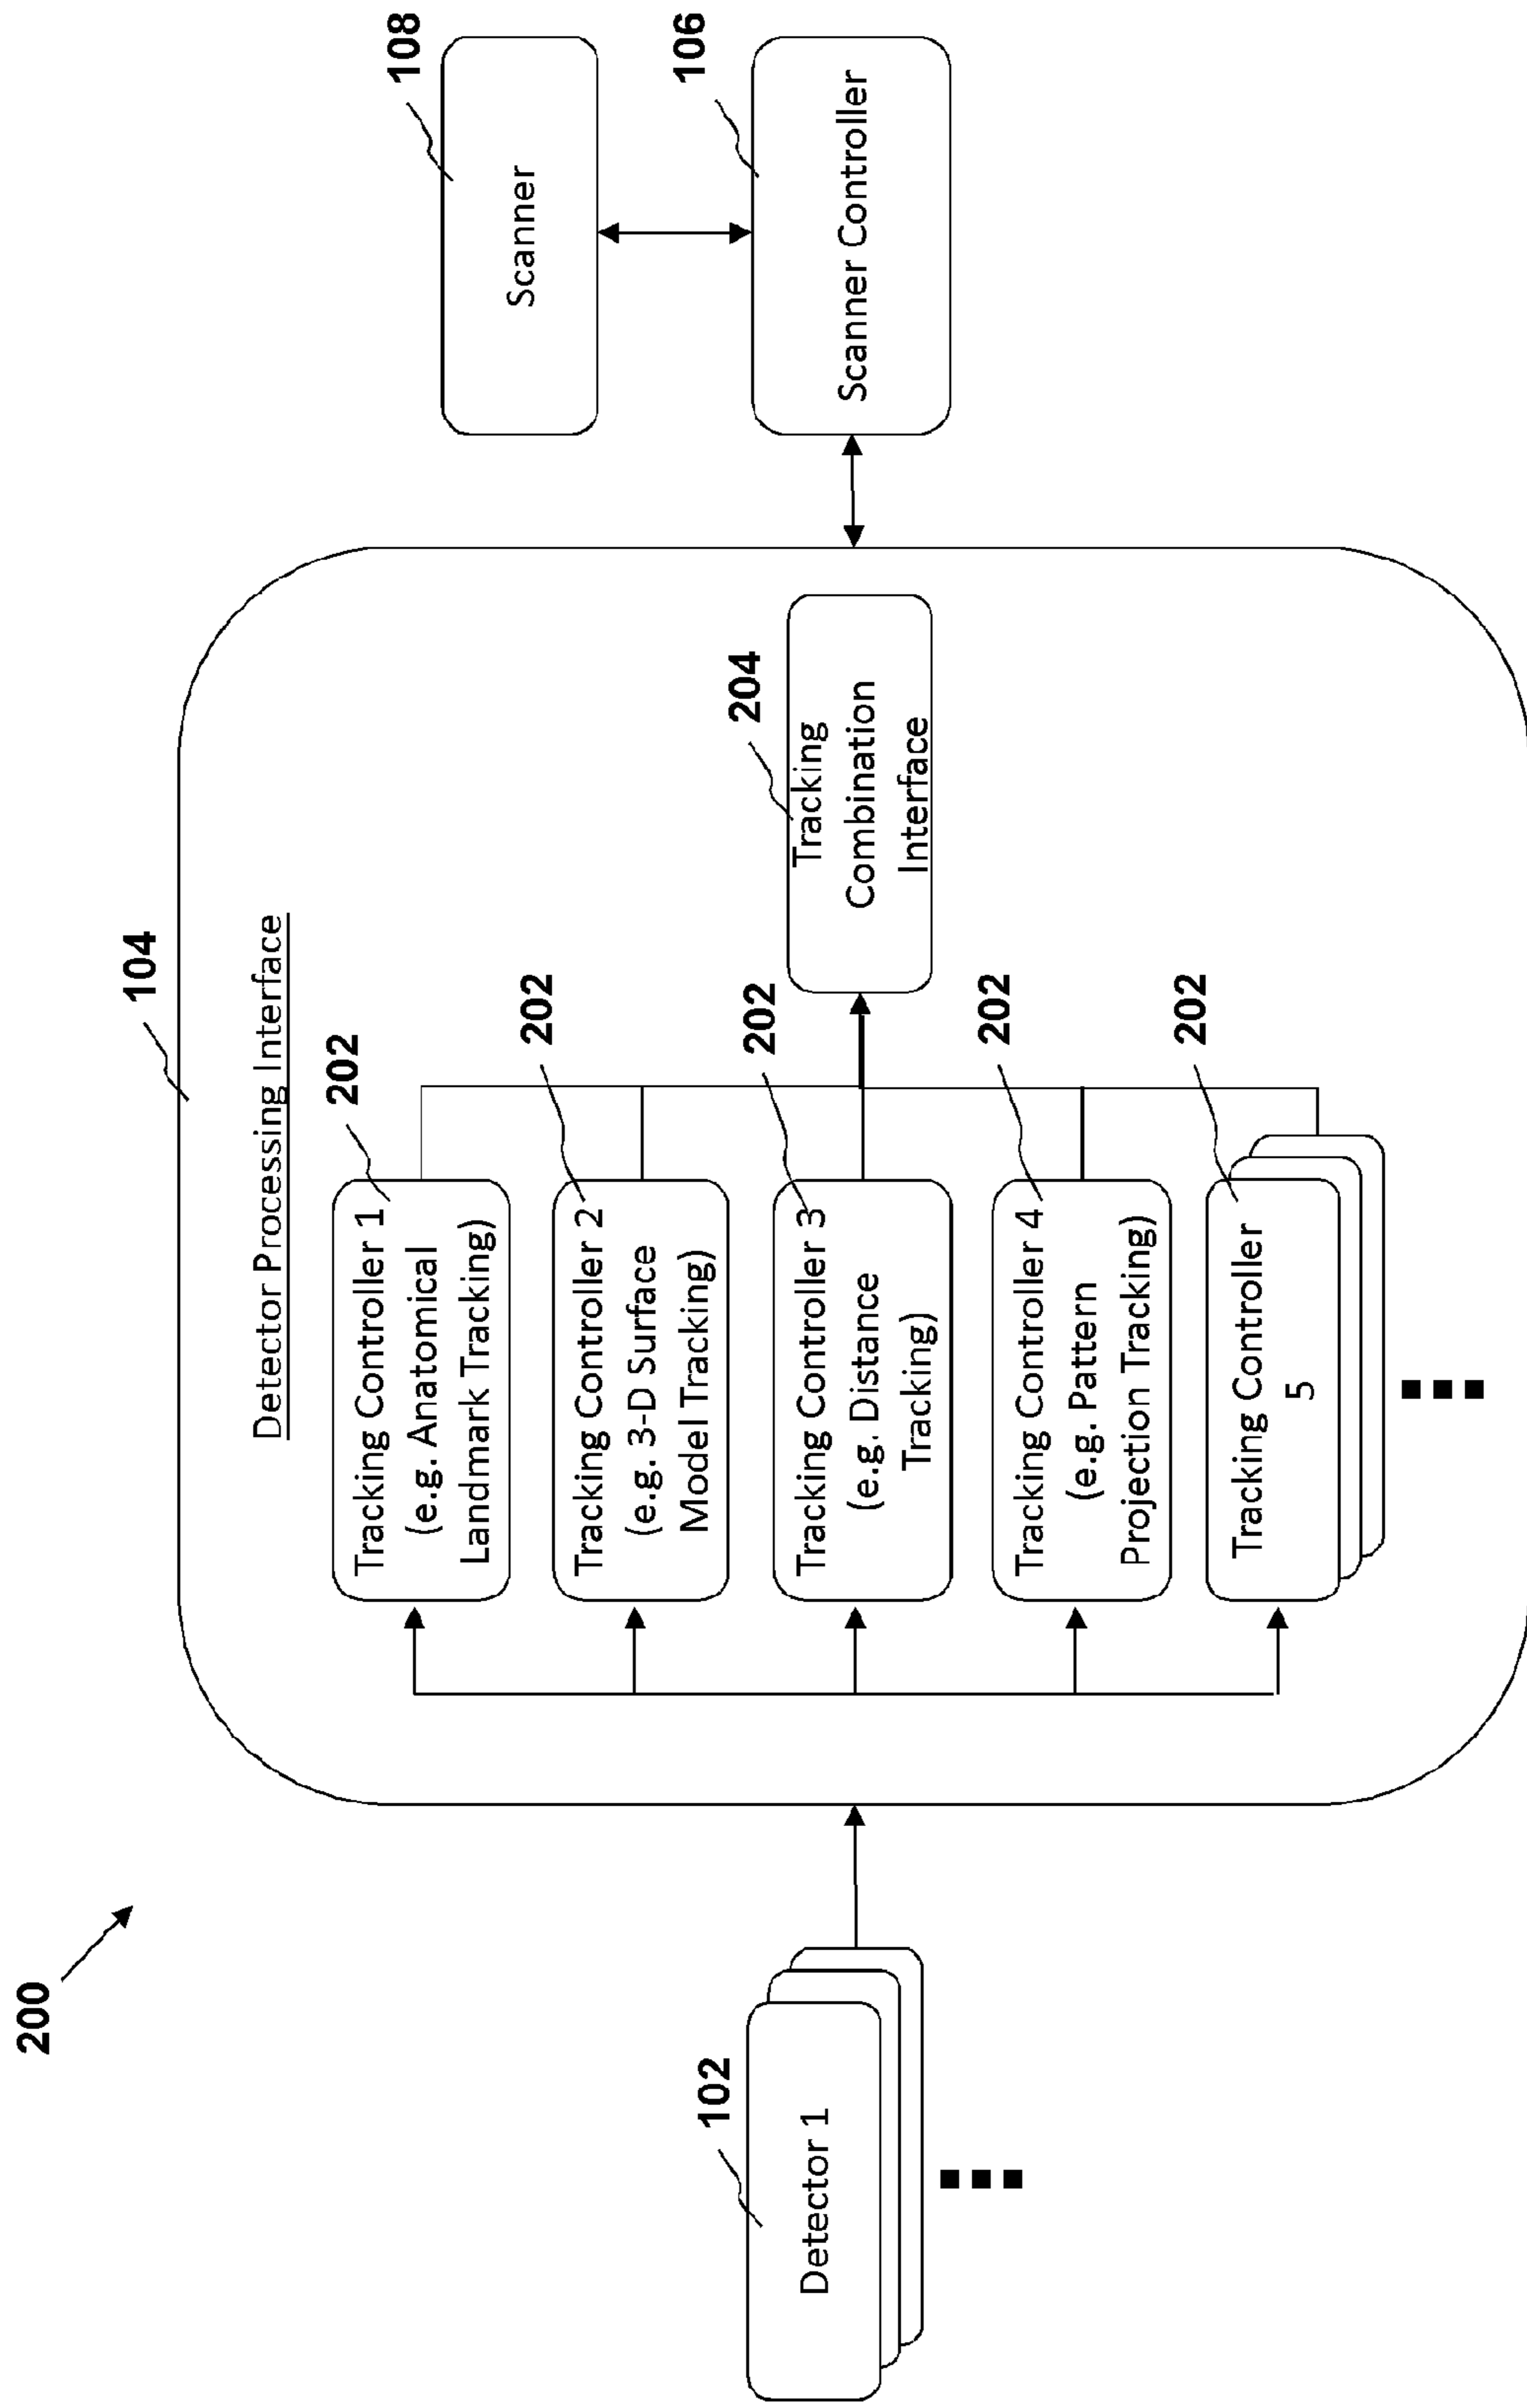 200
102
Detector 1
104
Detector Processing Interface
202
Tracking Controller 1
(e.g. Anatomical
Landmark Tracking)
202
Tracking Controller 2
(e.g. 3-D Surface
Model Tracking)
202
Tracking Controller 3
(e.g. Distance
Tracking)
202
Tracking Controller 4
(e.g. Pattern
Projection Tracking)
202
Tracking Controller
5
204
Tracking
Combination
Interface
108
Scanner
106
Scanner Controller